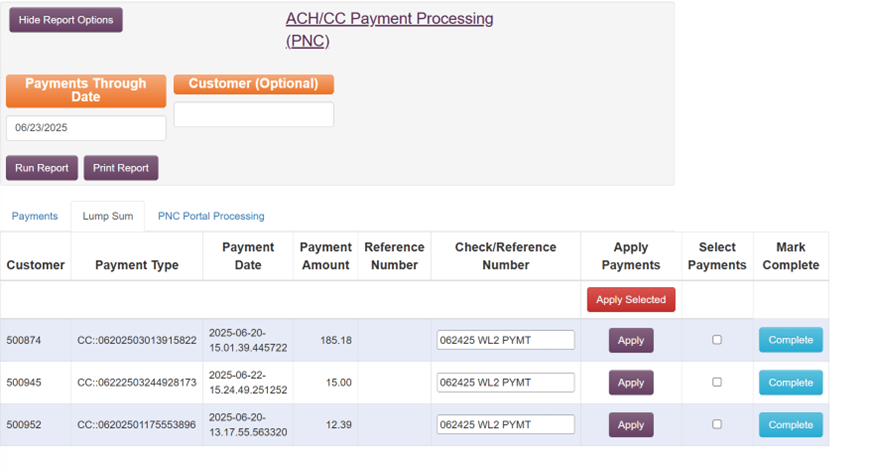 Hide Report Options
ACH/CC Payment Processing
(PNC)
Payments Through
Date
Customer (Optional)
06/23/2025
Run Report Print Report
Payments Lump Sum PNC Portal Processing
Customer Payment Type Payment Date Payment Amount Reference Number Check/Reference Number Apply Payments Select Payments Mark Complete
Apply Selected
500874 CC::06202503013915822 2025-06-20-15.01.39.445722 185.18 062425 WL2 PYMT Apply Complete
500945 CC::06222503244928173 2025-06-22-15.24.49.251252 15.00 062425 WL2 PYMT Apply Complete
500952 CC::06202501175553896 2025-06-20-13.17.55.563320 12.39 062425 WL2 PYMT Apply Complete